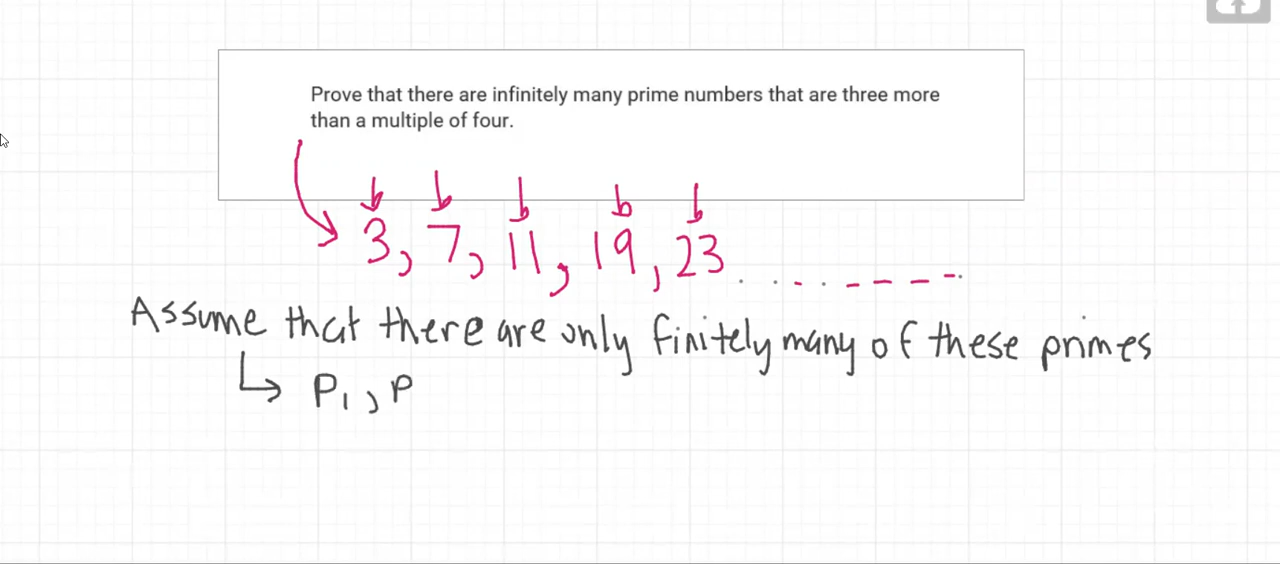 Prove that there are infinitely many prime numbers that are three more
than a multiple of four.
3, 7, 11, 19, 23 . . - . - - - -
Assume that there are only finitely many of these primes
↳ P₁, P